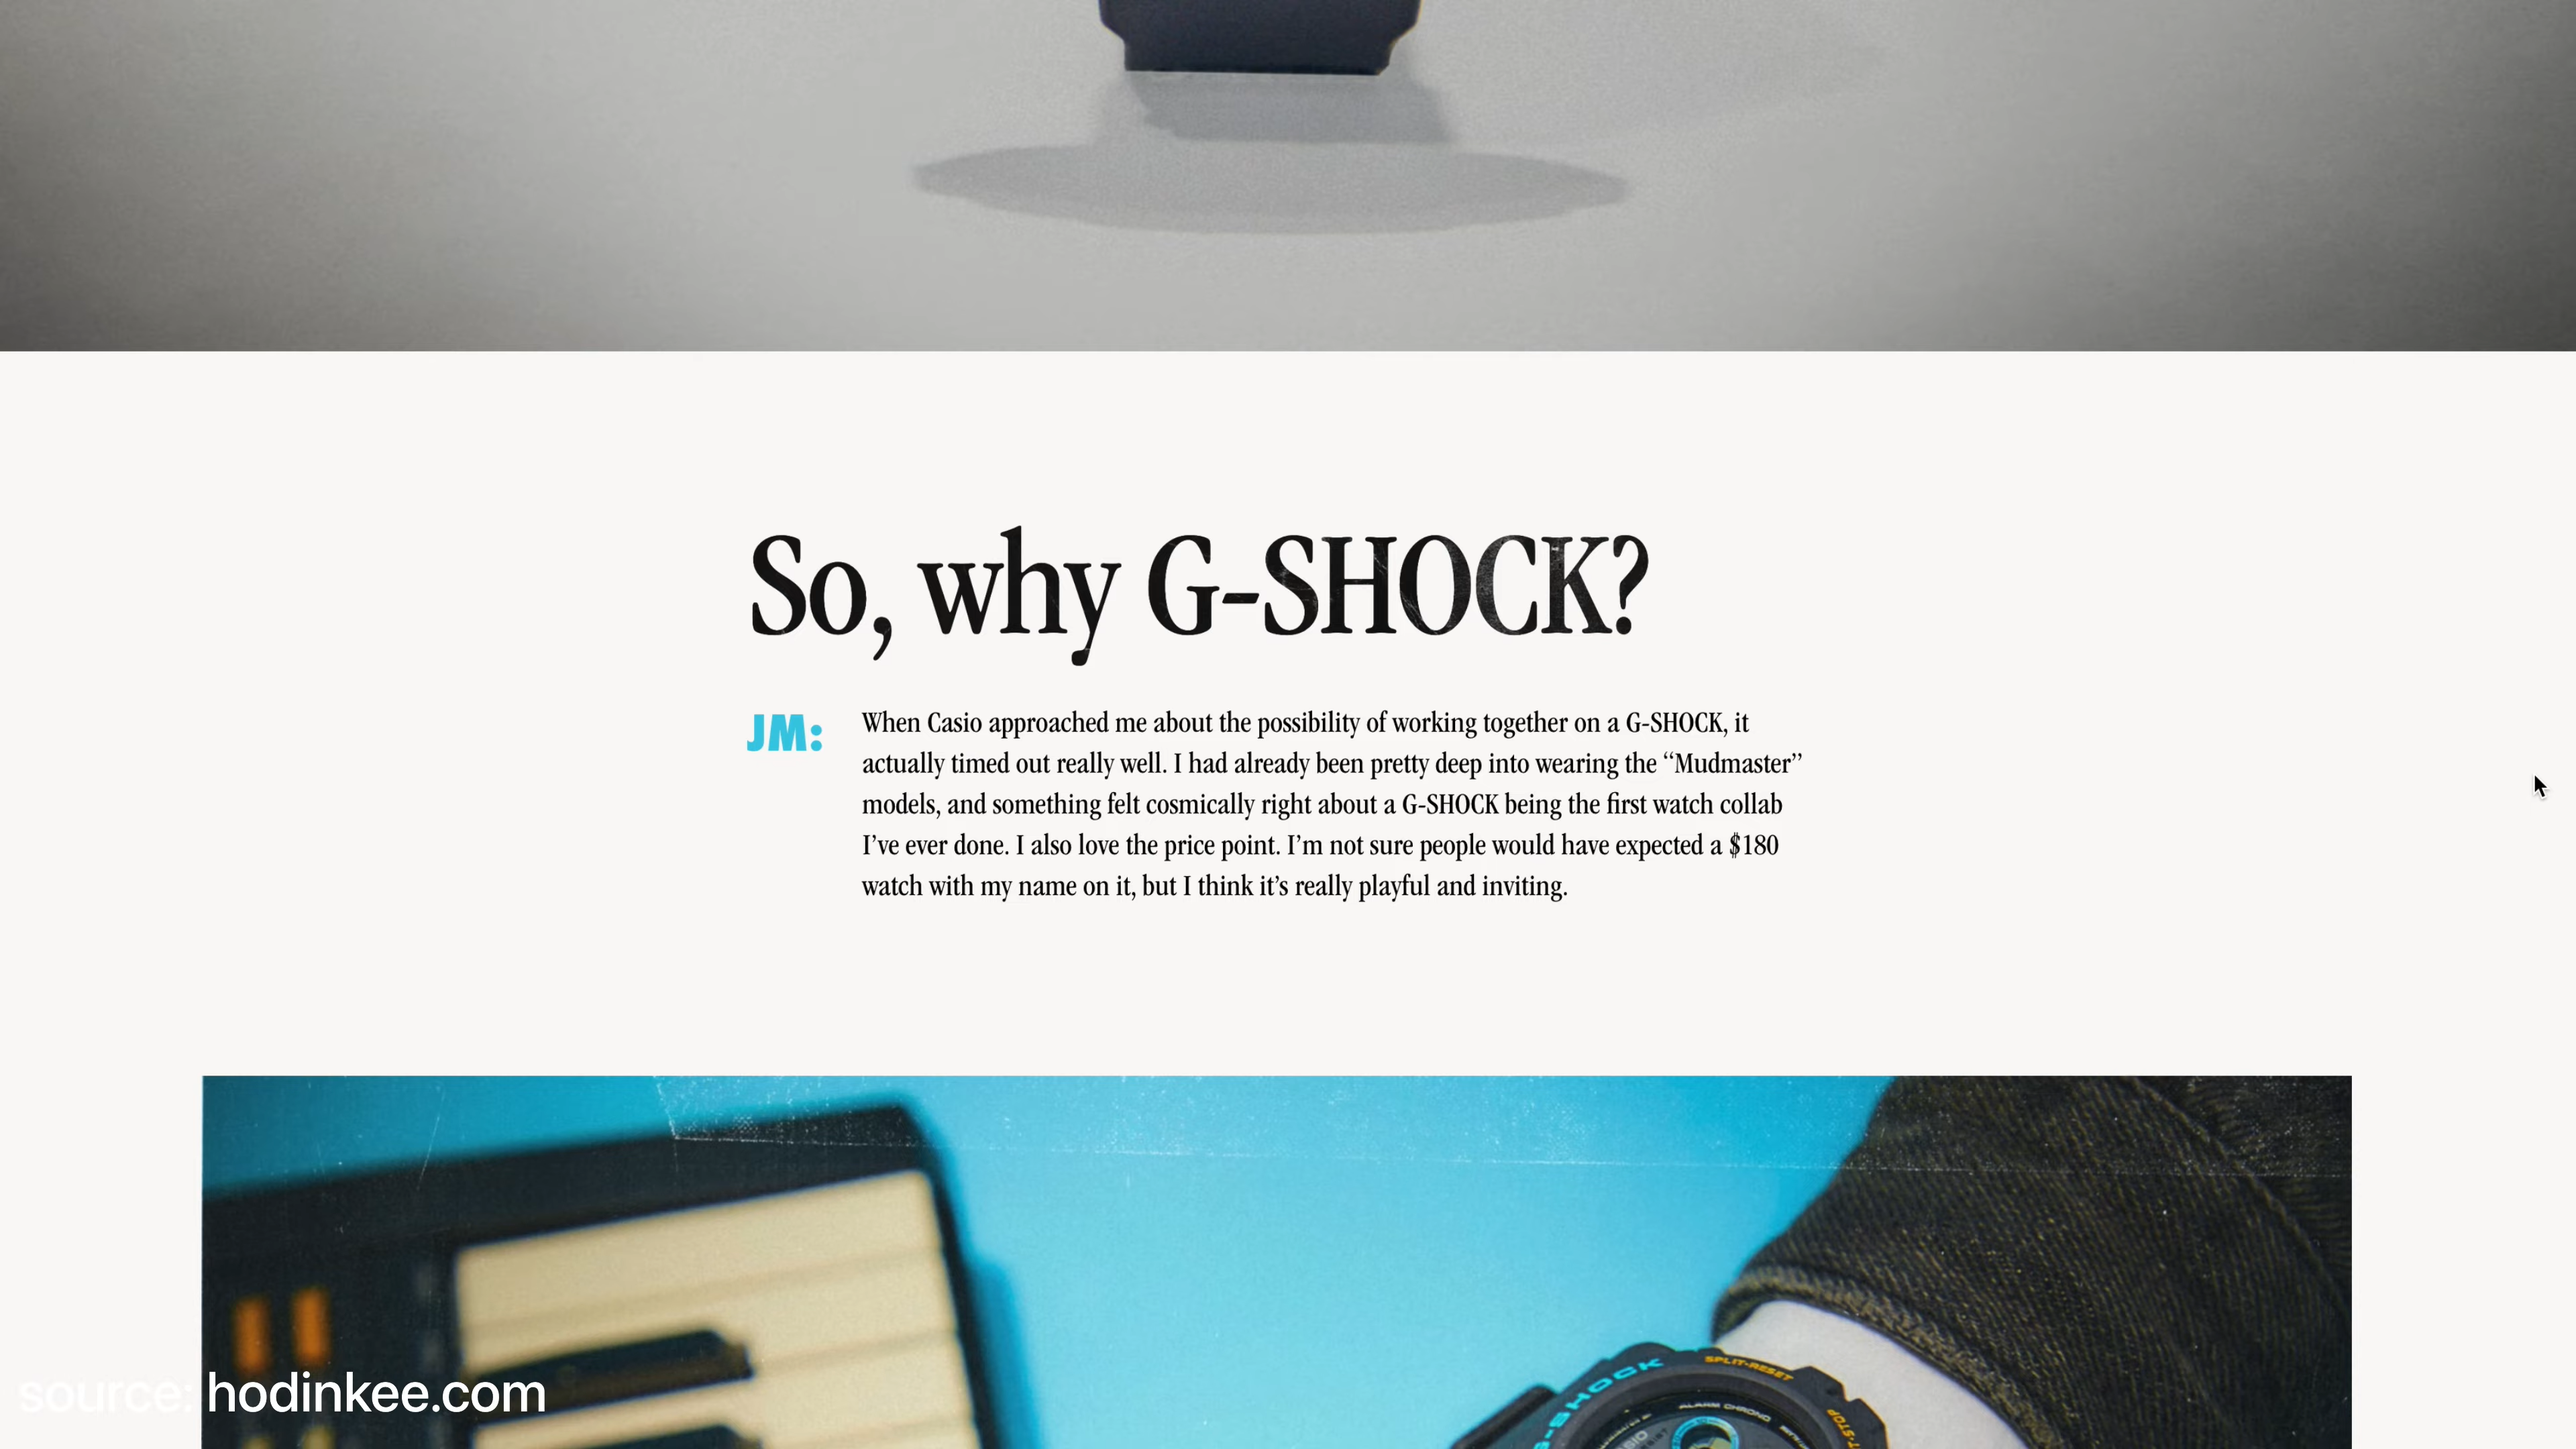 So, why G-SHOCK?
JM:
When Casio approached me about the possibility of working together on a G-SHOCK, it
actually timed out really well. I had already been pretty deep into wearing the “Mudmaster”
models, and something felt cosmically right about a G-SHOCK being the first watch collab
I’ve ever done. I also love the price point. I’m not sure people would have expected a $180
watch with my name on it, but I think it’s really playful and inviting.
G-SHOCK
SPLIT-RESET
ALARM CHRONO
source: hodinkee.com